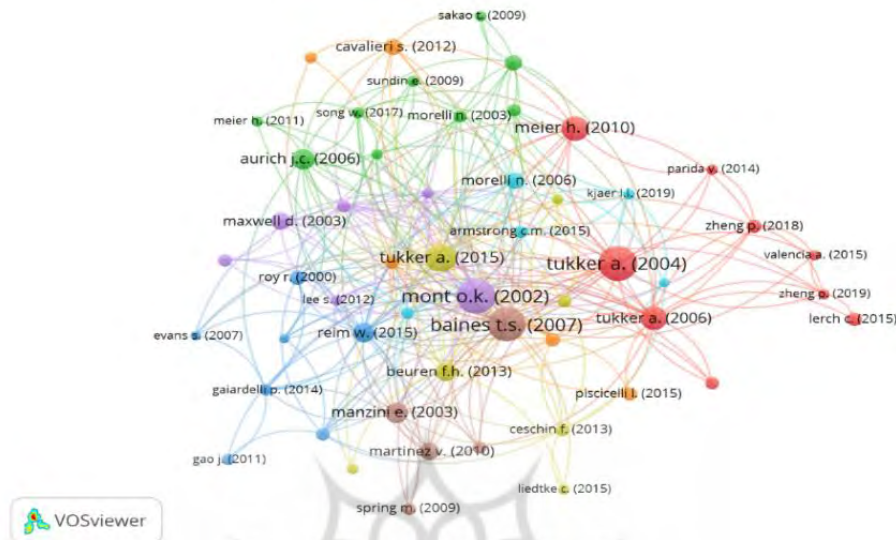 sakao t. (2009)
cavalieri s. (2012)
sundin e. (2009)
meier h. (2011)
song w. (2017)
morelli n. (2003)
meier h. (2010)
aurich j.c. (2006)
parida v. (2014)
morelli n. (2006)
kjaer l.l. (2019)
maxwell d. (2003)
armstrong c.m. (2015)
zheng p. (2018)
tukker a. (2015)
tukker a. (2004)
valencia a. (2015)
roy r. (2000)
lee s. (2012)
mont o.k. (2002)
zheng p. (2019)
evans s. (2007)
reim w. (2015)
baines t.s. (2007)
tukker a. (2006)
lerch c. (2015)
beuren f.h. (2013)
gaiardelli p. (2014)
piscicelli l. (2015)
manzini e. (2003)
ceschin f. (2013)
gao j. (2011)
martinez v. (2010)
liedtke c. (2015)
spring m. (2009)
VOSviewer